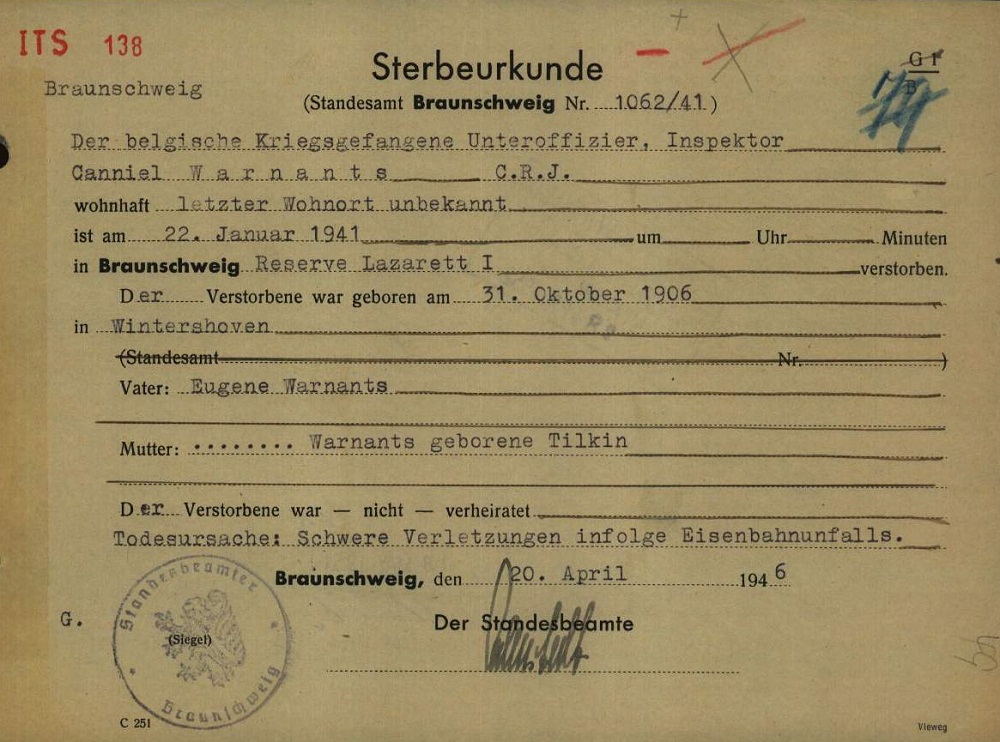 ITS 138
Sterbeurkunde
G 1
B
Braunschweig
(Standesamt Braunschweig Nr. 1062/41.)
Der belgische Kriegsgefangene Unteroffizier, Inspektor
Canniel Warnants C.R.J.
wohnhaft letzter Wohnort unbekannt
ist am 22. Januar 1941 um Uhr Minuten
in Braunschweig Reserve Lazarett I verstorben.
Der Verstorbene war geboren am 31. Oktober 1906
in Wintershoven
(Standesamt Nr. )
Vater: Eugene Warnants
Mutter: ........ Warnants geborene Tilkin
Der Verstorbene war — nicht — verheiratet
Todesursache: Schwere Verletzungen infolge Eisenbahnunfalls.
Braunschweig, den 20. April 1946
G.
Der Standesbeamte
Standesbeamter
(Siegel)
Braunschweig
C 251
Vieweg